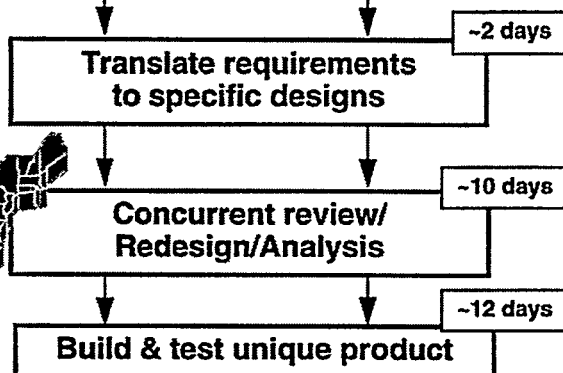 ~2 days
Translate requirements
to specific designs
~10 days
Concurrent review/
Redesign/Analysis
~12 days
Build & test unique product